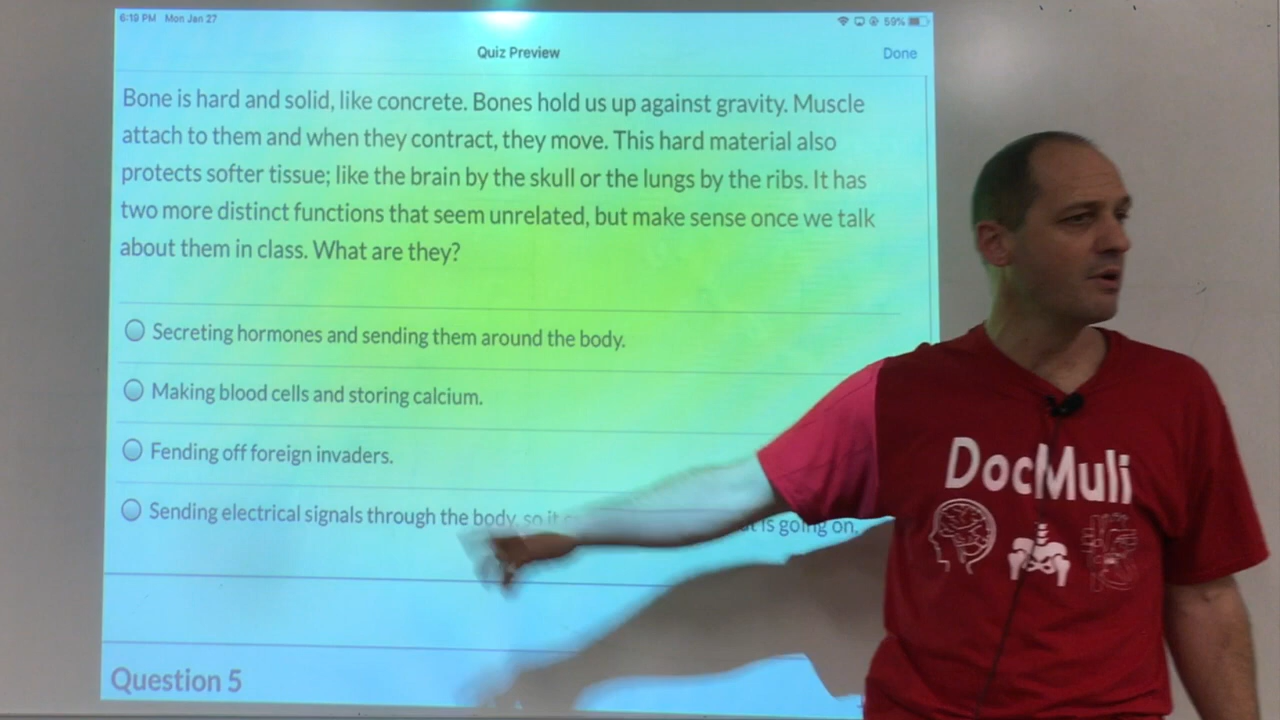 6:19 PM Mon Jan 27
59%
Quiz Preview
Done
Bone is hard and solid, like concrete. Bones hold us up against gravity. Muscle
attach to them and when they contract, they move. This hard material also
protects softer tissue; like the brain by the skull or the lungs by the ribs. It has
two more distinct functions that seem unrelated, but make sense once we talk
about them in class. What are they?
Secreting hormones and sending them around the body.
Making blood cells and storing calcium.
Fending off foreign invaders.
Sending electrical signals through the body, so it is going on.
Question 5
DocMuli